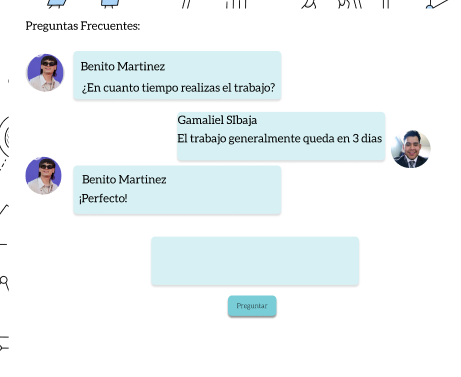 Preguntas Frecuentes:
Benito Martinez
¿En cuanto tiempo realizas el trabajo?
Gamaliel SIbaja
El trabajo generalmente queda en 3 dias
Benito Martinez
¡Perfecto!
Preguntar